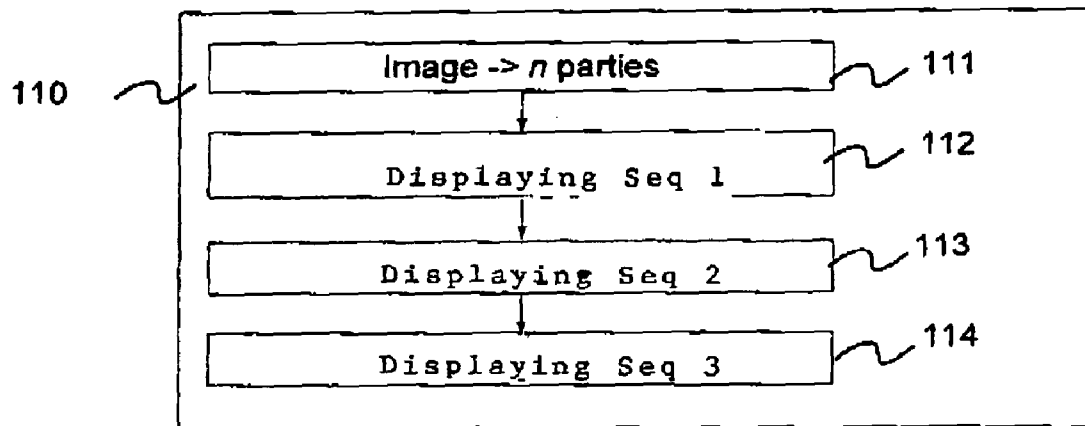 Image -> n parties
111
110
112
Displaying Seq 1
113
Displaying Seq 2
114
Displaying Seq 3